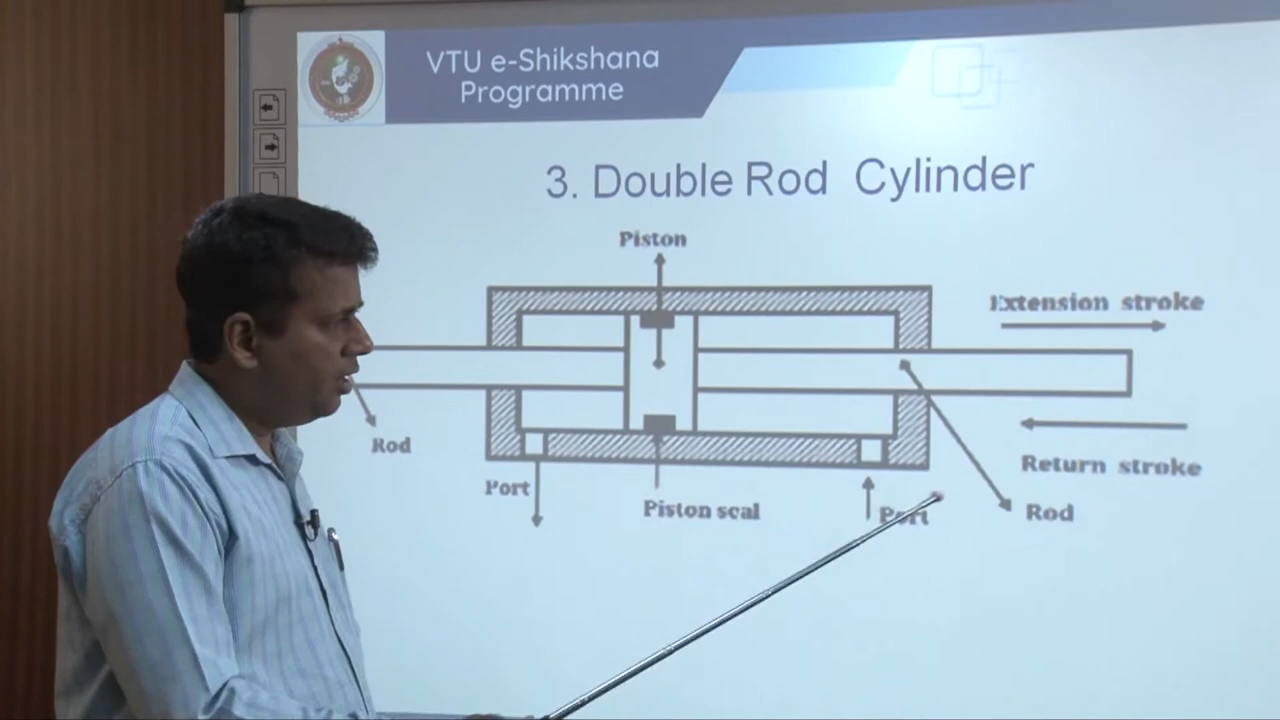 VTU e-Shikshana
Programme
3. Double Rod Cylinder
Piston
Extension stroke
Rod
Return stroke
Port
Piston seal
Port
Rod